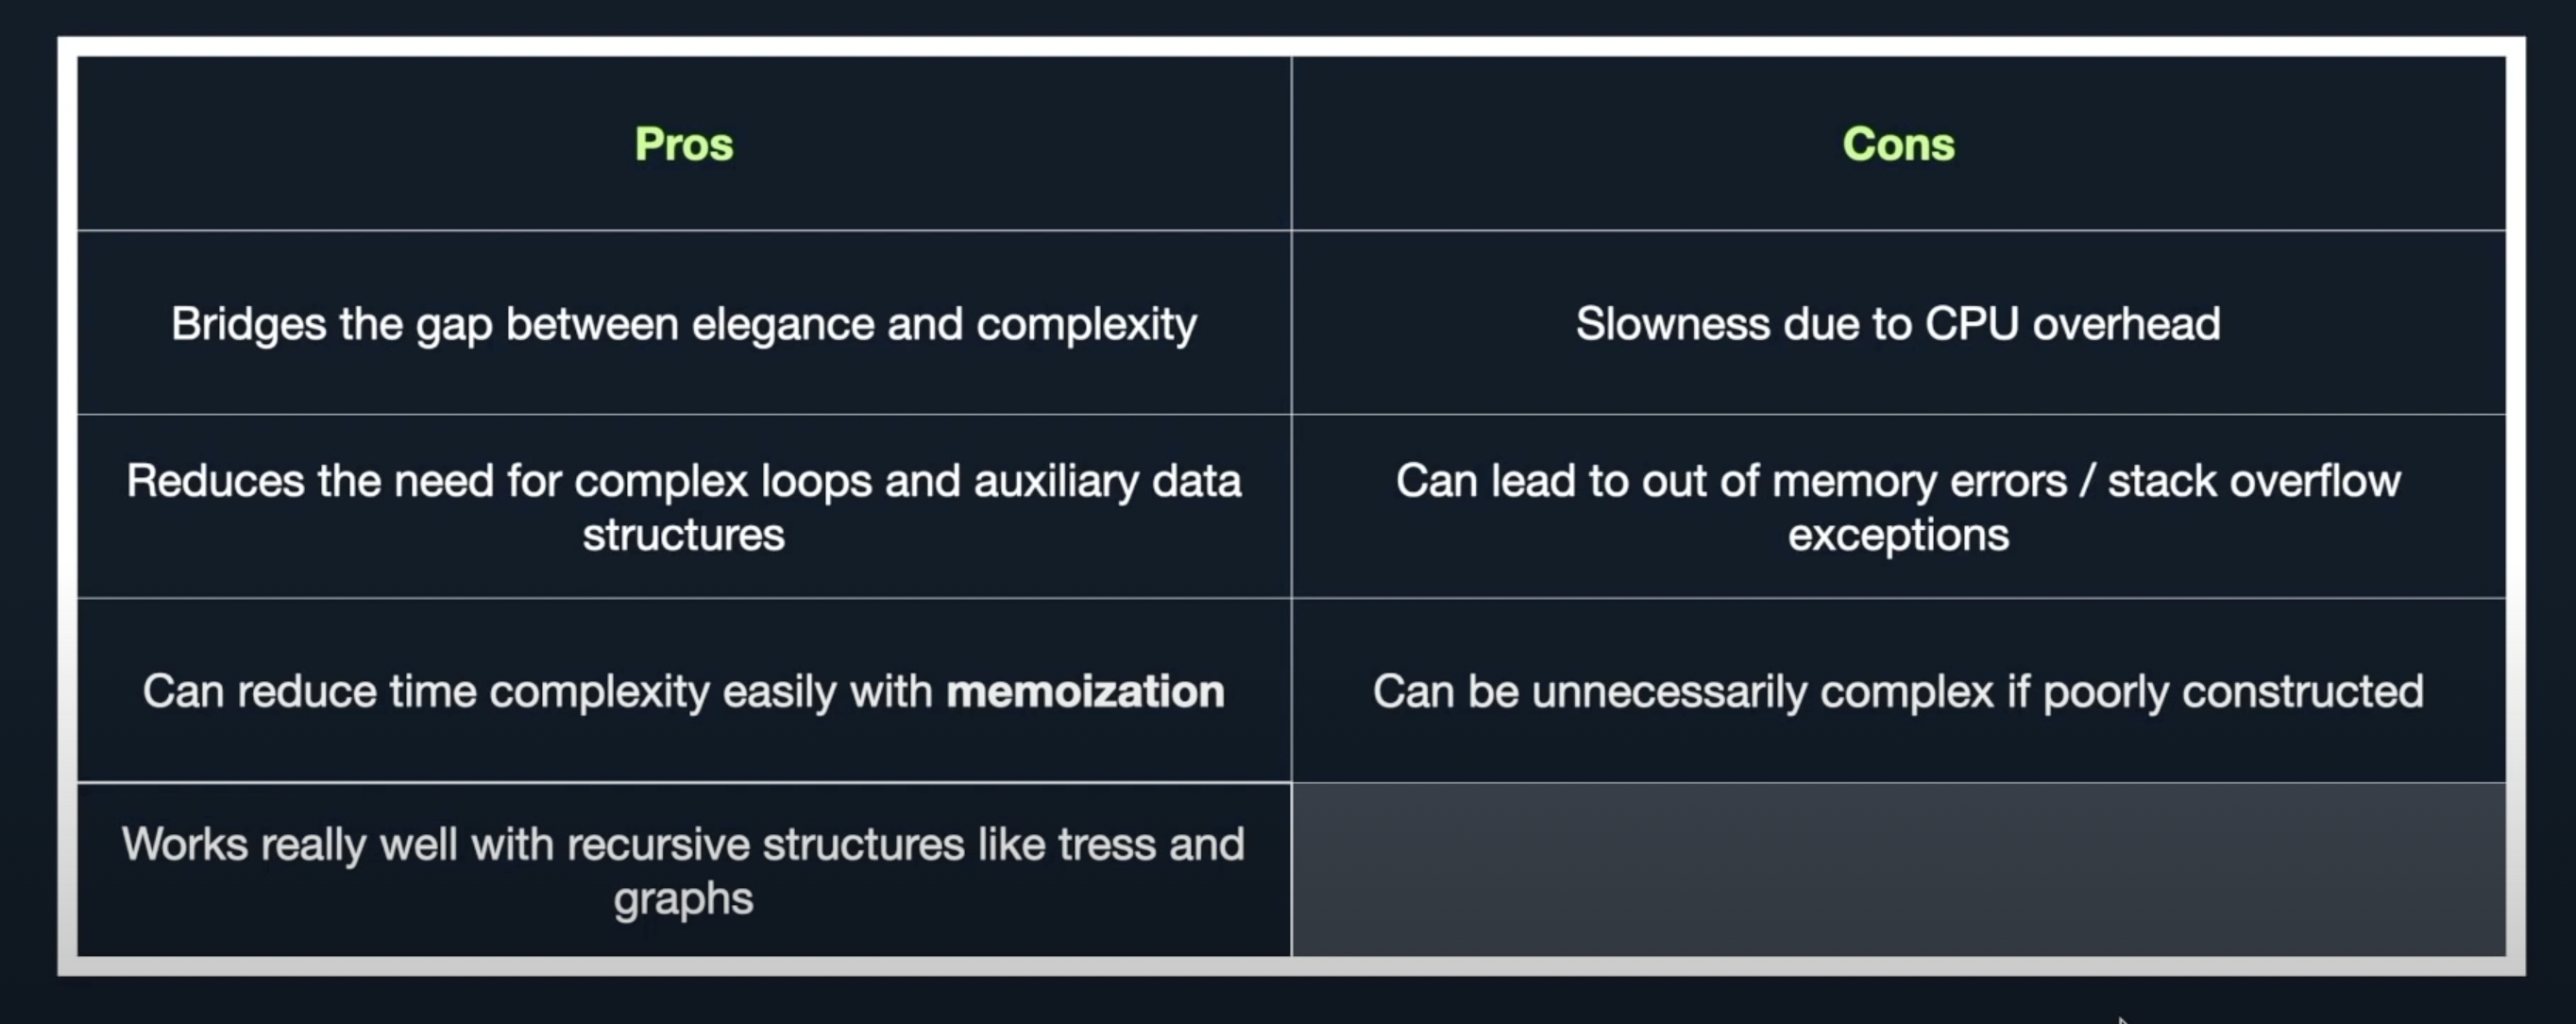 Pros
Cons
Bridges the gap between elegance and complexity
Slowness due to CPU overhead
Reduces the need for complex loops and auxiliary data
structures
Can lead to out of memory errors / stack overflow
exceptions
Can reduce time complexity easily with memoization
Can be unnecessarily complex if poorly constructed
Works really well with recursive structures like tress and
graphs